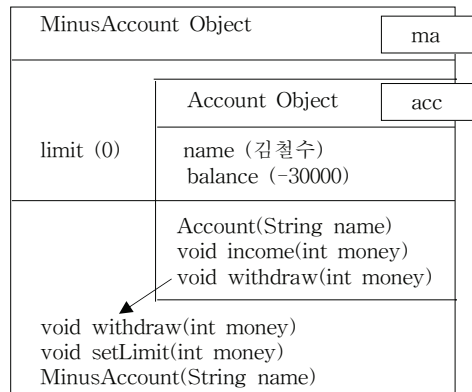 MinusAccount Object
ma
Account Object
acc
limit (0)
name (김철수)
balance (-30000)
Account(String name)
void income(int money)
void withdraw(int money)
void withdraw(int money)
void setLimit(int money)
MinusAccount(String name)